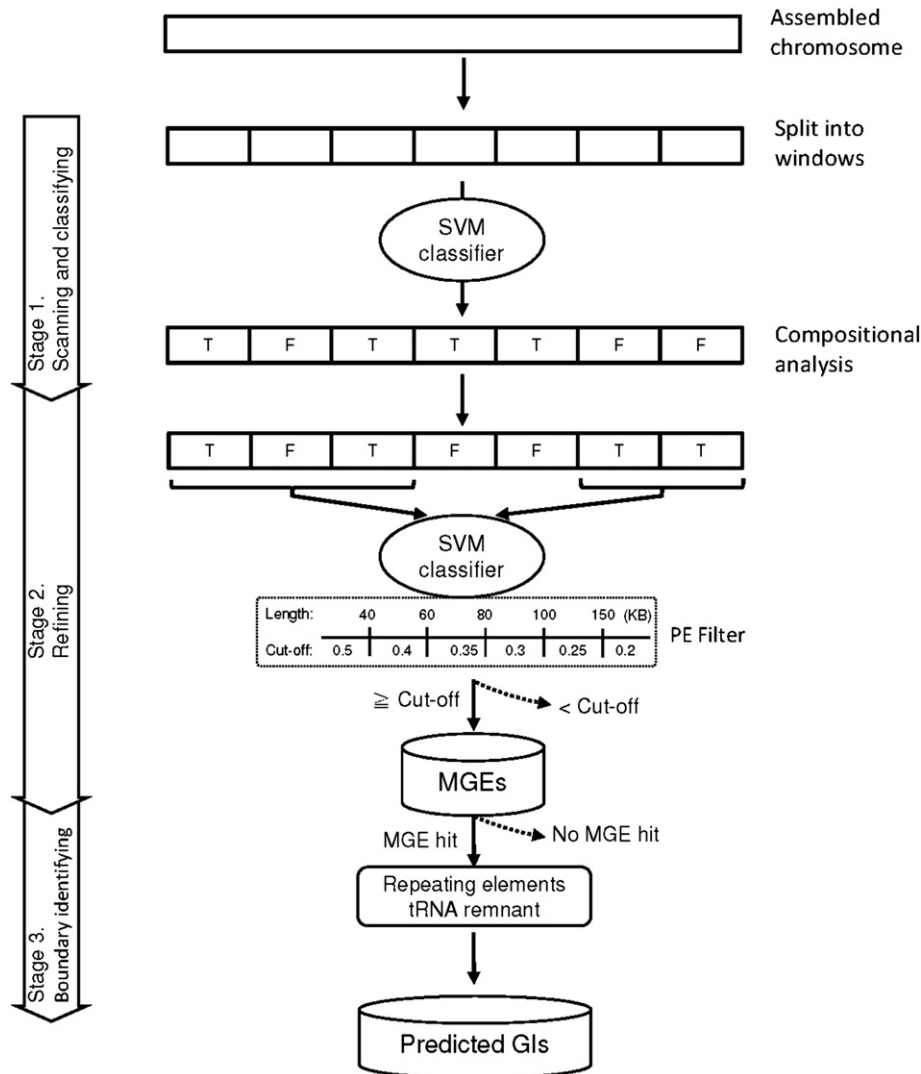 Assembled
chromosome
Split into
windows
Stage 1.
Scanning and classifying
SVM
classifier
T F T T T F F
Compositional
analysis
T F T F F T T
Stage 2.
Refining
SVM
classifier
Length: 40 60 80 100 150 (KB)
Cut-off: 0.5 0.4 0.35 0.3 0.25 0.2
PE Filter
≧ Cut-off
< Cut-off
MGEs
MGE hit
No MGE hit
Stage 3.
Boundary identifying
Repeating elements
tRNA remnant
Predicted GIs